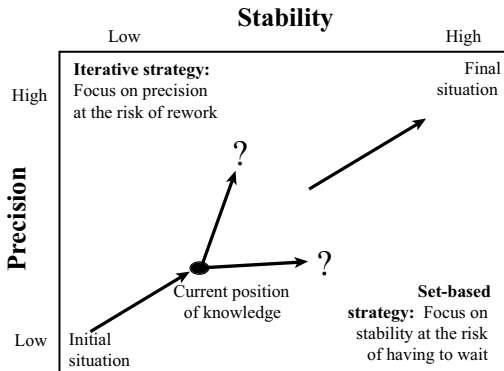 Stability
Low
High
Iterative strategy:
Focus on precision
at the risk of rework
Final
situation
High
Precision
?
?
Current position
of knowledge
Set-based
strategy: Focus on
stability at the risk
of having to wait
Low
Initial
situation